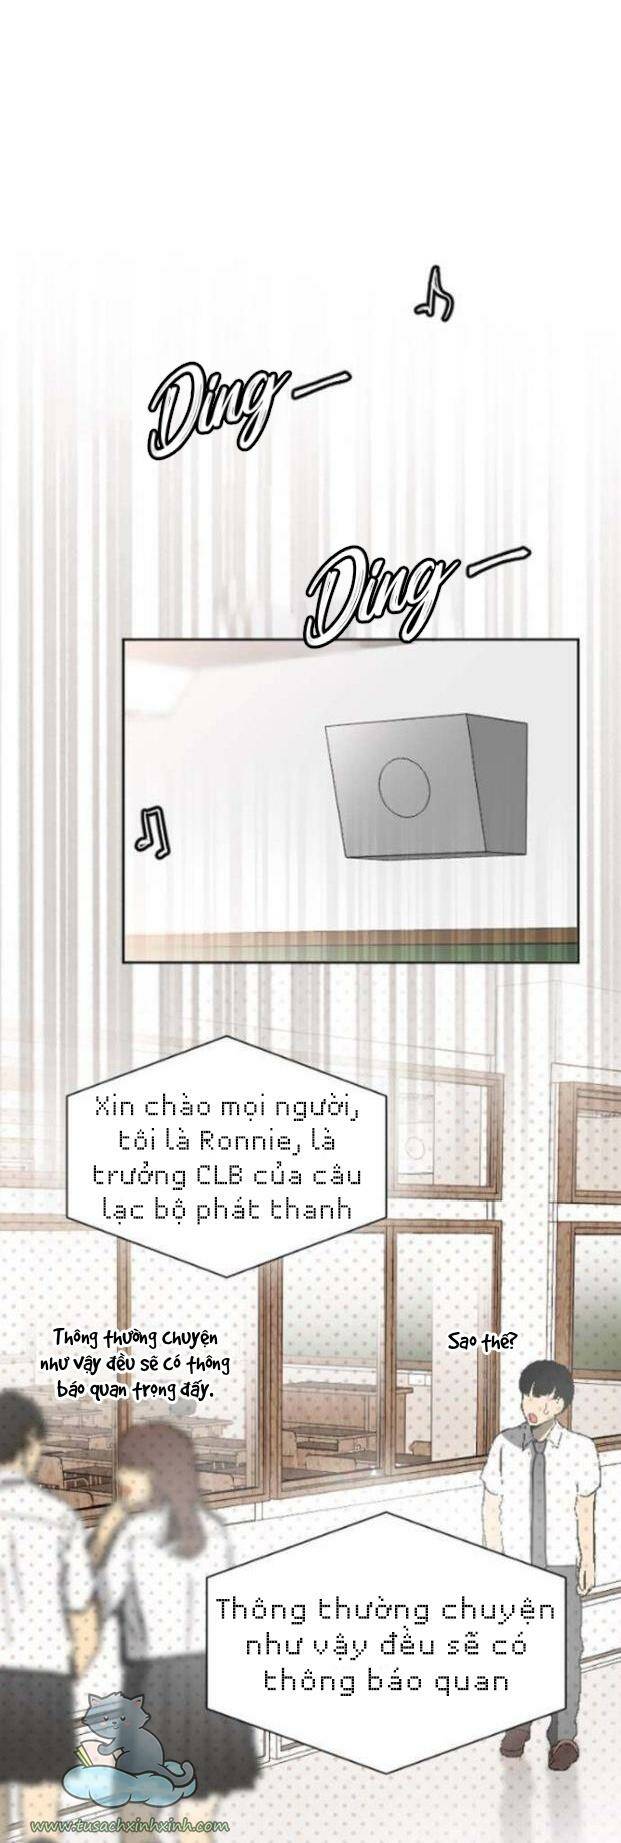 Ding —
Ding —
Xin chào mọi người,
tôi là Ronnie, là
trưởng CLB của câu
lạc bộ phát thanh
Thông thường chuyện
như vậy đều sẽ có thông
báo quan trọng đấy.
Sao thế?
Thông thường chuyện
như vậy đều sẽ có
thông báo quan
www.tusachxinhxinh.com